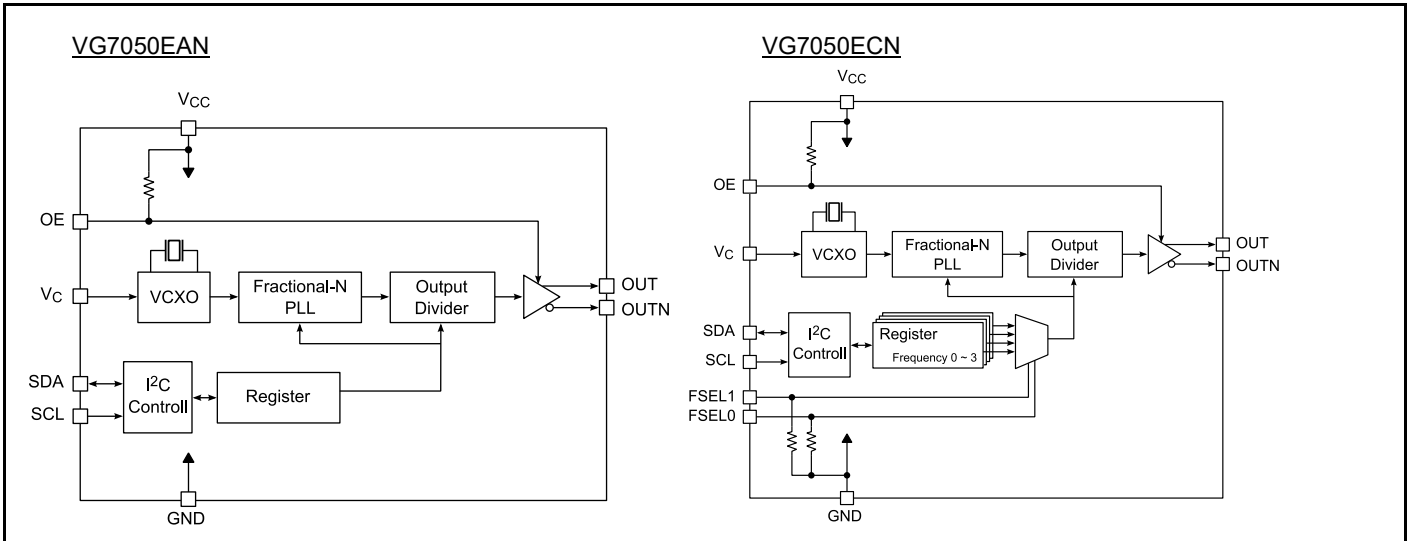 VG7050EAN
VCC
OE
VCXO
Fractional-N
PLL
Output
Divider
VC
OUT
OUTN
SDA
SCL
I2C
Controll
Register
GND
VG7050ECN
VCC
OE
VC
VCXO
Fractional-N
PLL
Output
Divider
OUT
OUTN
SDA
SCL
I2C
Controll
Register
Frequency 0 ~ 3
FSEL1
FSEL0
GND